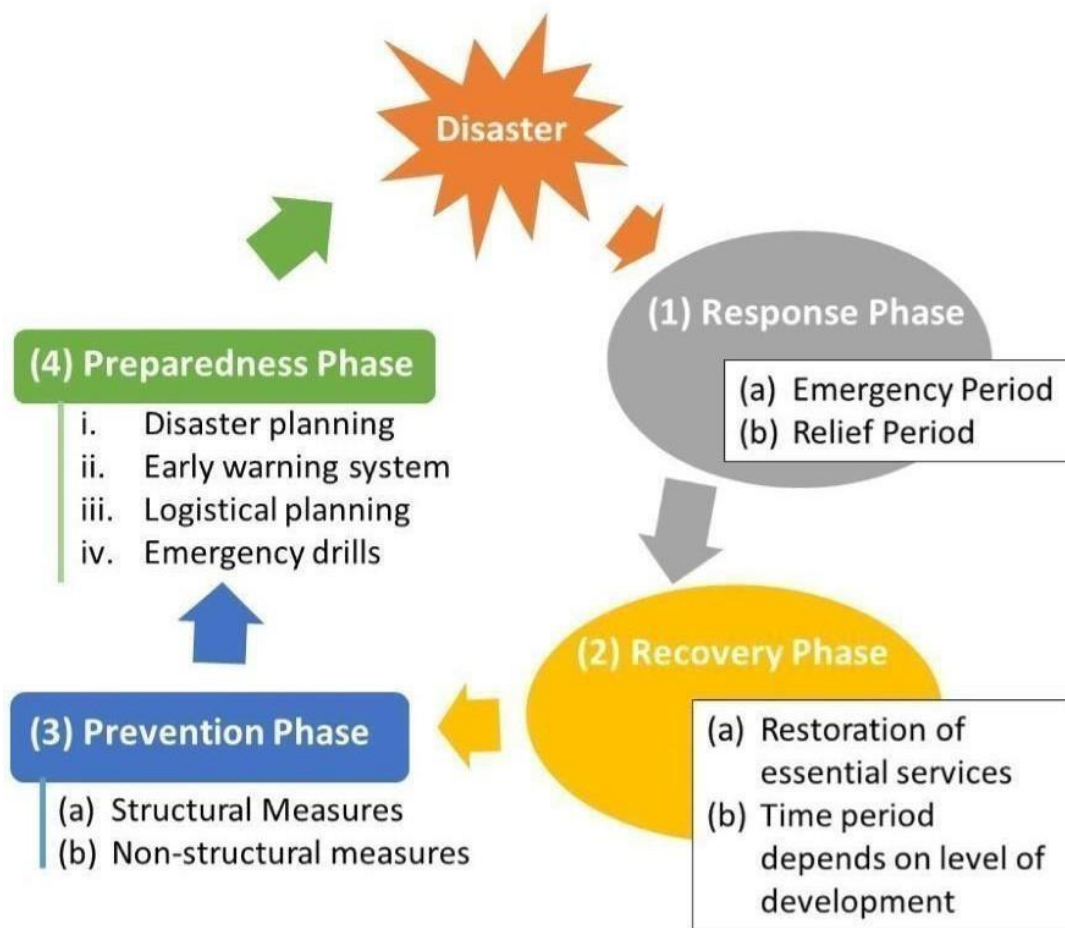 Disaster
(1) Response Phase
(a) Emergency Period
(b) Relief Period
(2) Recovery Phase
(a) Restoration of
essential services
(b) Time period
depends on level of
development
(3) Prevention Phase
(a) Structural Measures
(b) Non-structural measures
(4) Preparedness Phase
i. Disaster planning
ii. Early warning system
iii. Logistical planning
iv. Emergency drills